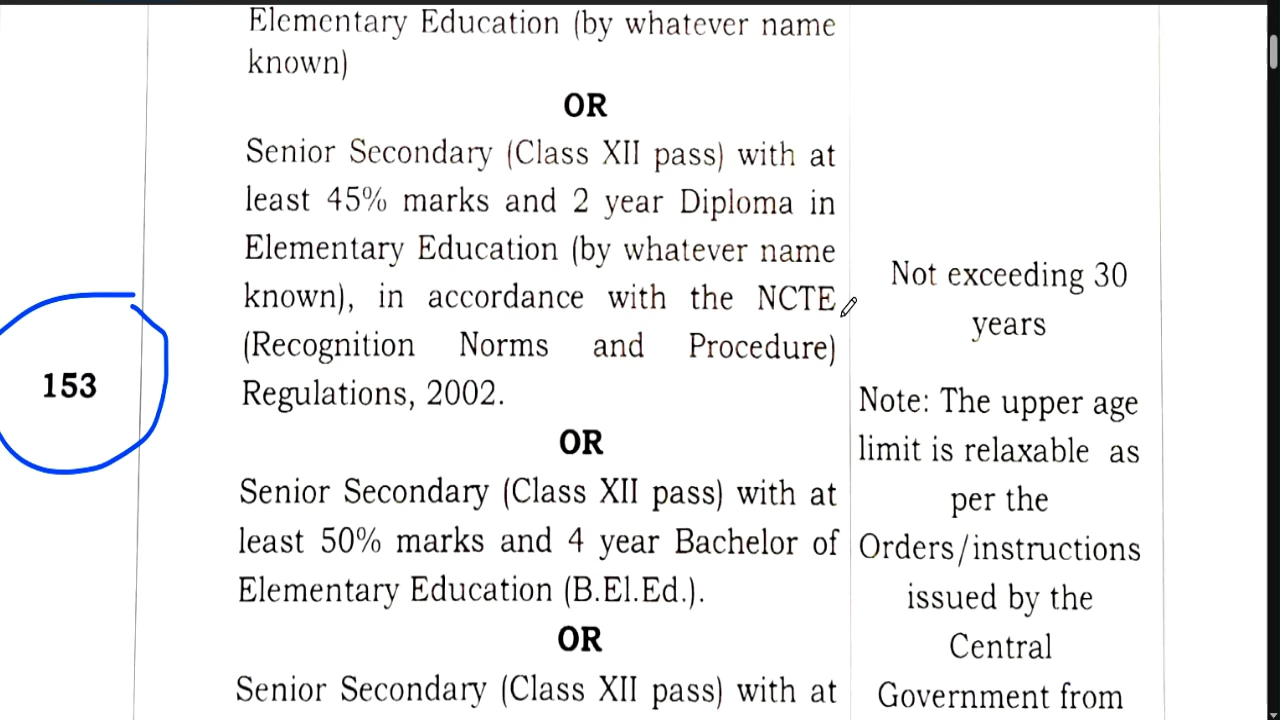 153
Elementary Education (by whatever name
known)
OR
Senior Secondary (Class XII pass) with at
least 45% marks and 2 year Diploma in
Elementary Education (by whatever name
known), in accordance with the NCTE
(Recognition Norms and Procedure)
Regulations, 2002.
OR
Senior Secondary (Class XII pass) with at
least 50% marks and 4 year Bachelor of
Elementary Education (B.El.Ed.).
OR
Senior Secondary (Class XII pass) with at
Not exceeding 30
years
Note: The upper age
limit is relaxable as
per the
Orders/instructions
issued by the
Central
Government from